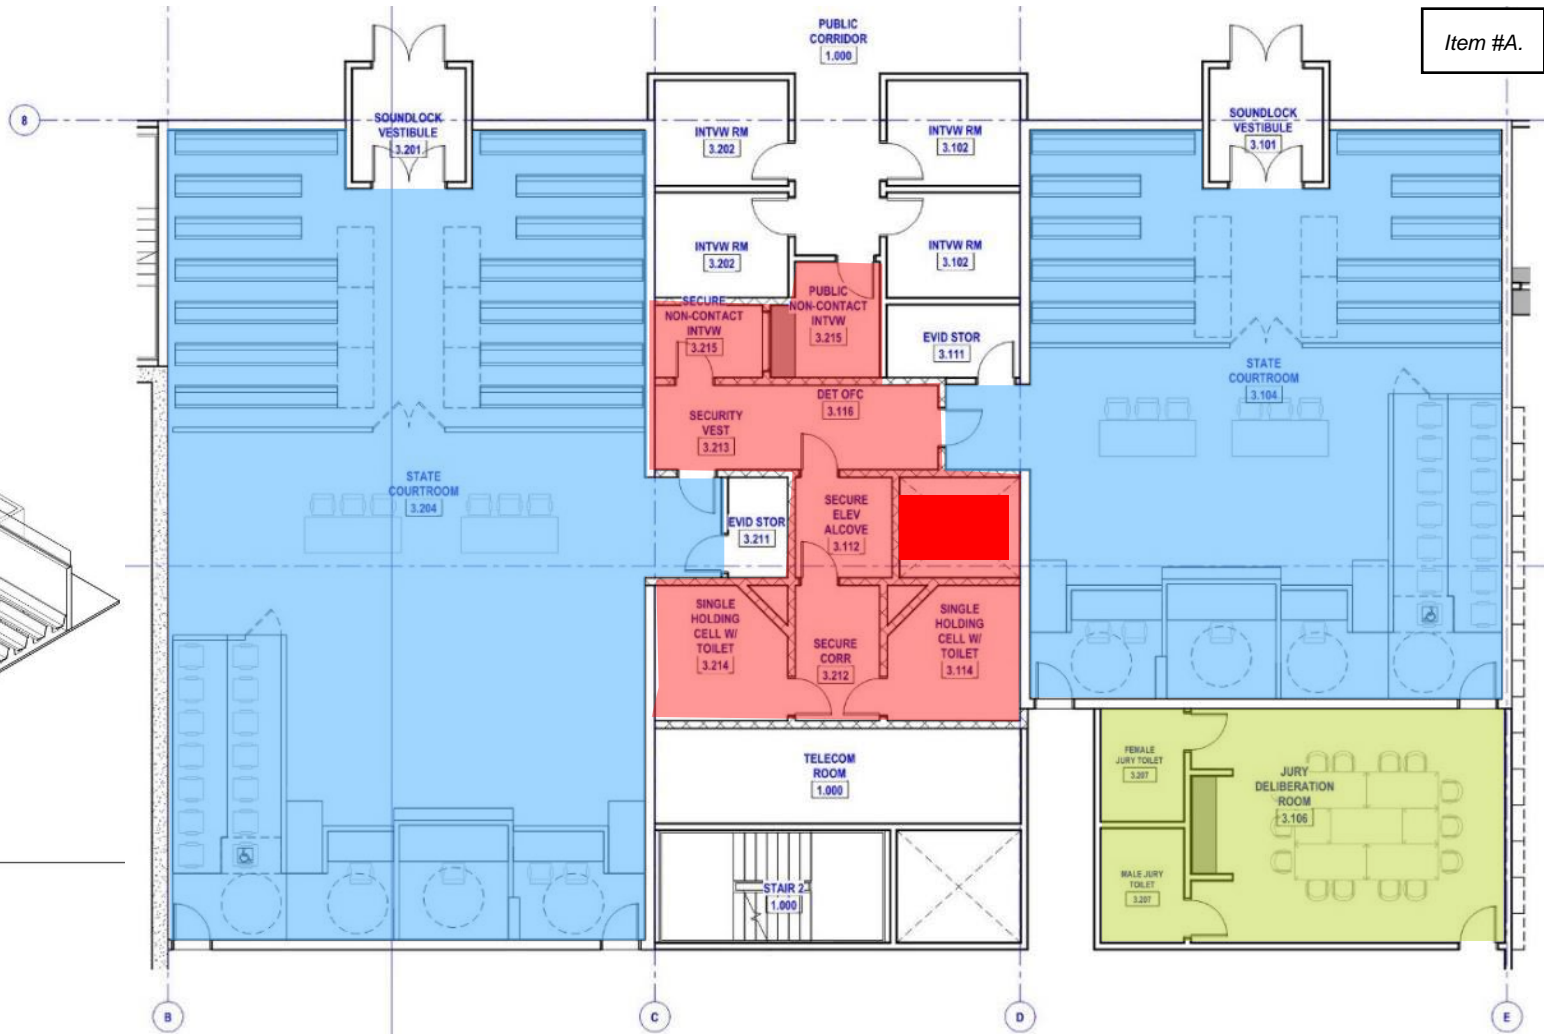 Item #A.
PUBLIC
CORRIDOR
1.000
8
SOUNDLOCK
VESTIBULE
3.201
INTVW RM
3.202
INTVW RM
3.102
SOUNDLOCK
VESTIBULE
3.101
INTVW RM
3.202
INTVW RM
3.102
SECURE
NON-CONTACT
INTVW
3.215
PUBLIC
NON-CONTACT
INTVW
3.215
EVID STOR
3.111
STATE
COURTROOM
3.104
DET OFC
3.116
SECURITY
VEST
3.213
STATE
COURTROOM
3.204
EVID STOR
3.211
SECURE
ELEV
ALCOVE
3.112
SINGLE
HOLDING
CELL W/
TOILET
3.214
SECURE
CORR
3.212
SINGLE
HOLDING
CELL W/
TOILET
3.114
TELECOM
ROOM
1.000
FEMALE
JURY TOILET
3.207
JURY
DELIBERATION
ROOM
3.106
MALE JURY
TOILET
3.207
STAIR 2
1.000
B
C
D
E